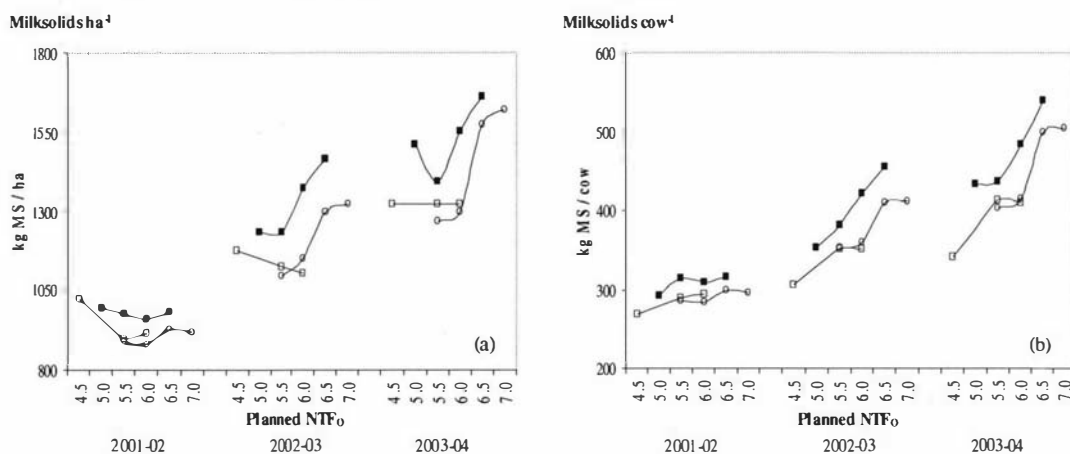 Milksolids ha⁻¹
1800
1550
1300
1050
800
kg MS / ha
(a)
4.5 5.0 5.5 6.0 6.5 7.0 4.5 5.0 5.5 6.0 6.5 7.0 4.5 5.0 5.5 6.0 6.5 7.0
Planned NTFO
2001-02 2002-03 2003-04
Milksolids cow⁻¹
600
500
400
300
200
kg MS / cow
(b)
4.5 5.0 5.5 6.0 6.5 7.0 4.5 5.0 5.5 6.0 6.5 7.0 4.5 5.0 5.5 6.0 6.5 7.0
Planned NTFO
2001-02 2002-03 2003-04